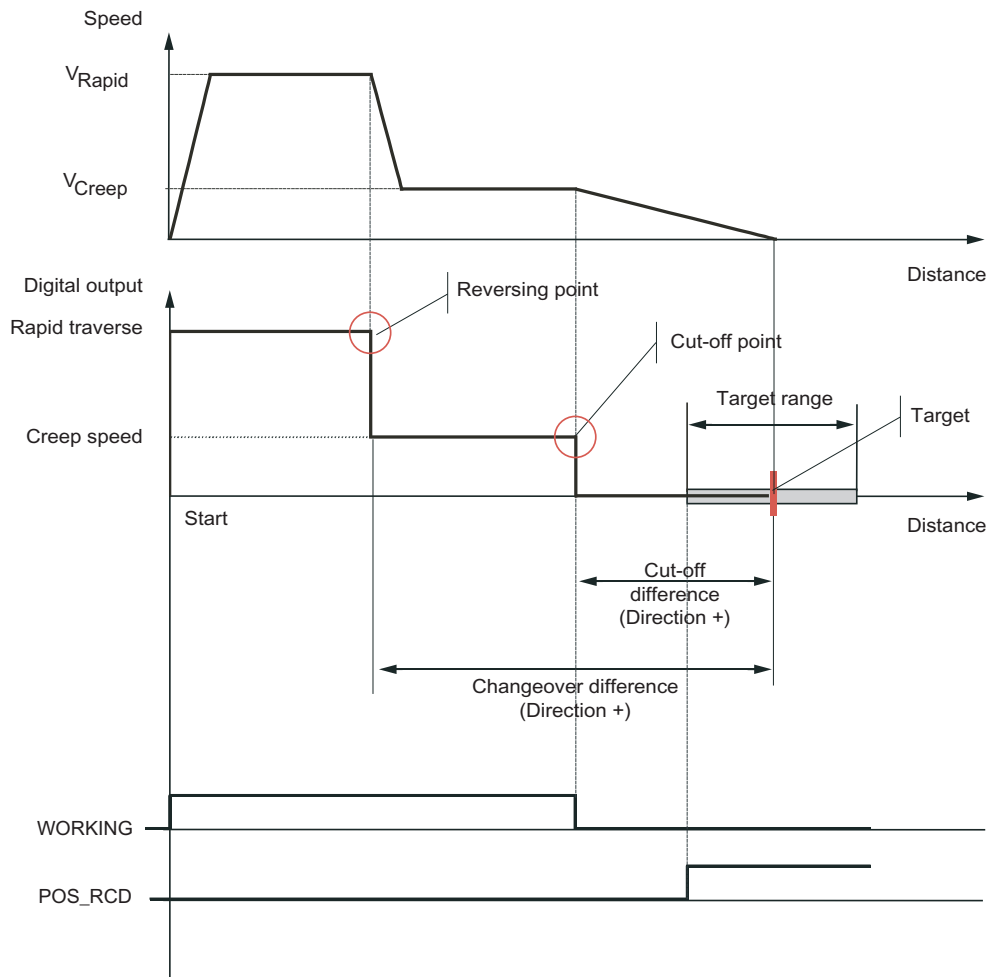 Speed
VRapid
VCreep
Distance
Digital output
Reversing point
Rapid traverse
Cut-off point
Target range
Target
Creep speed
Start
Distance
Cut-off
difference
(Direction +)
Changeover difference
(Direction +)
WORKING
POS_RCD